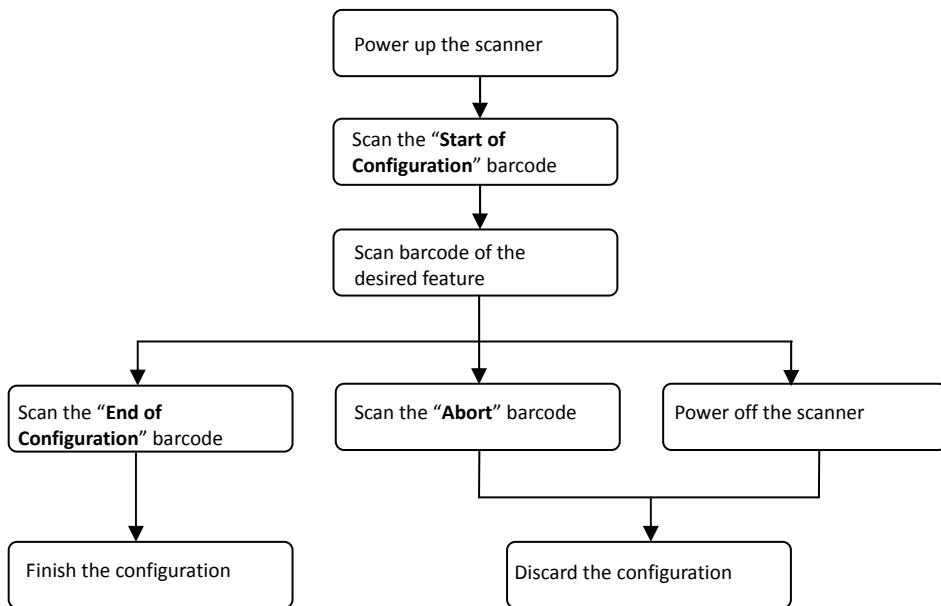 Power up the scanner
Scan the “Start of
Configuration” barcode
Scan barcode of the
desired feature
Scan the “End of
Configuration” barcode
Scan the “Abort” barcode
Power off the scanner
Finish the configuration
Discard the configuration